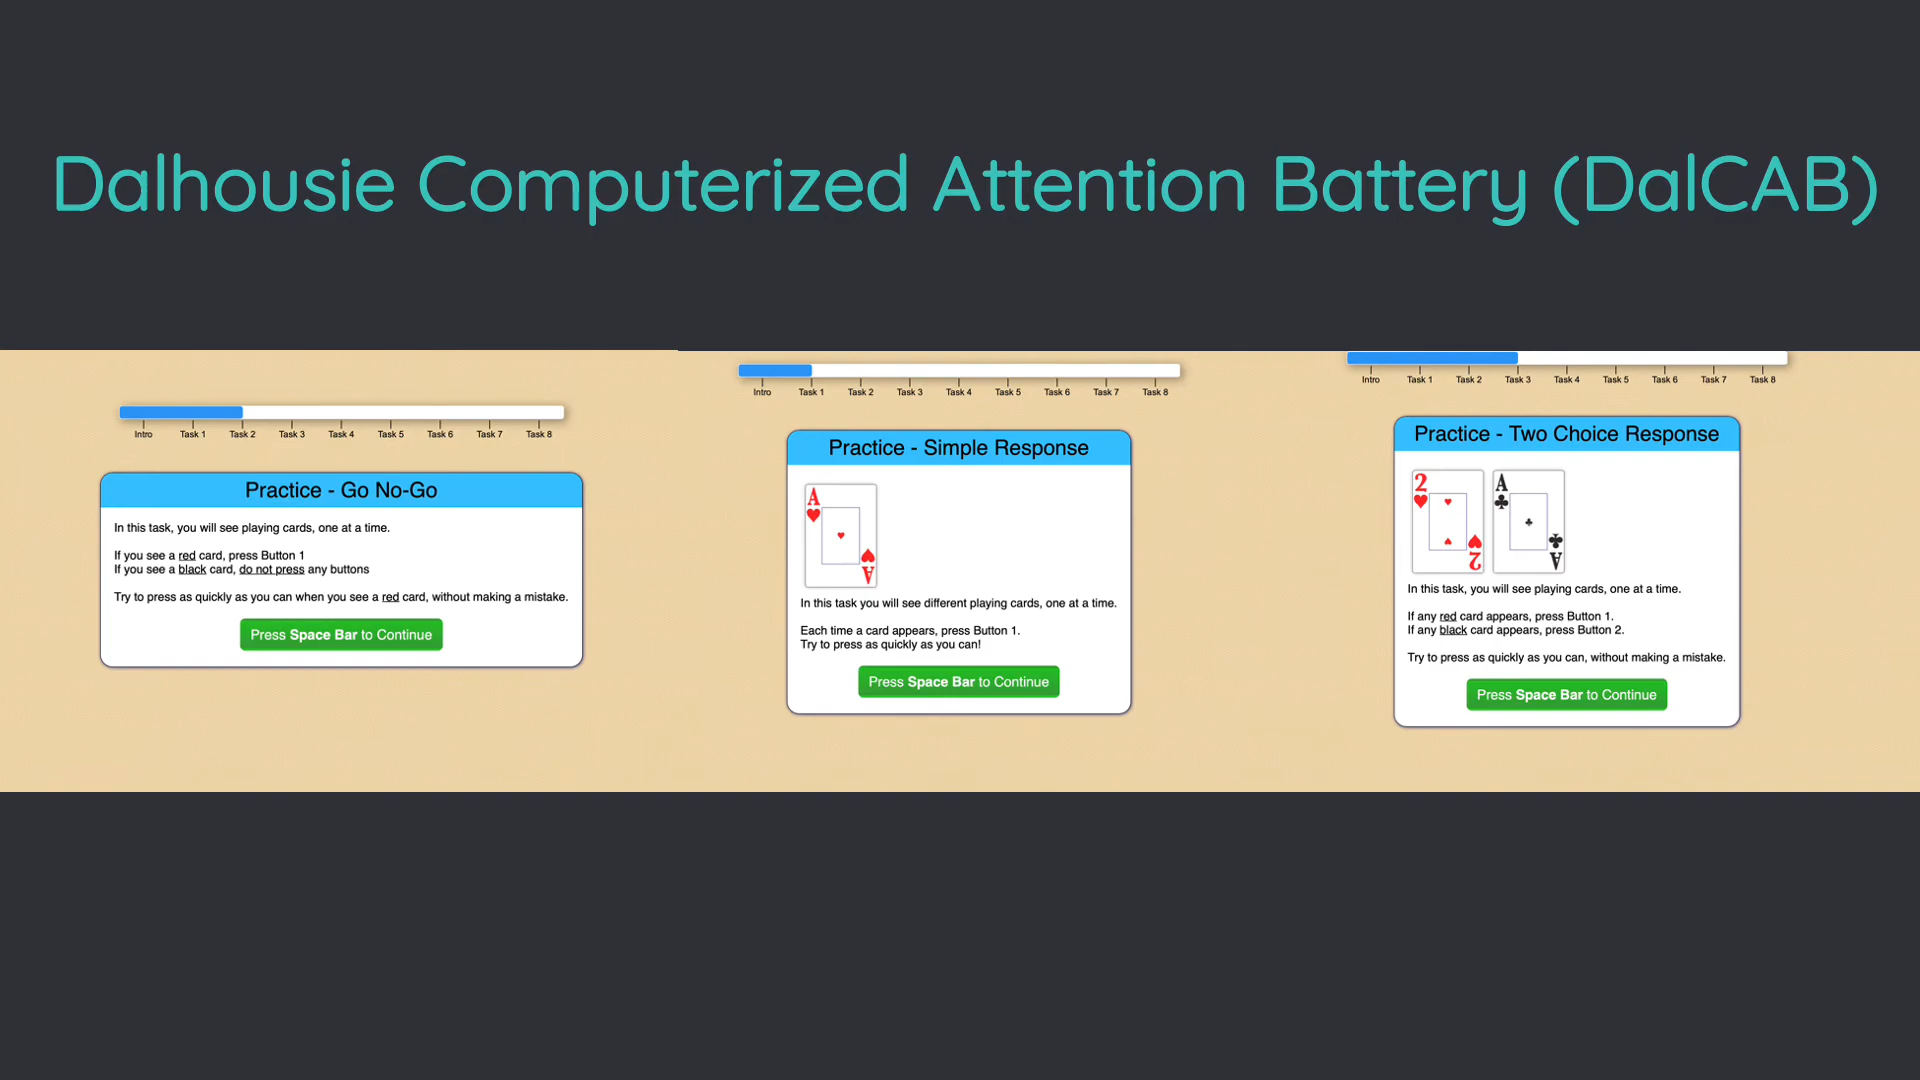 Dalhousie Computerized Attention Battery (DalCAB)
Intro Task 1 Task 2 Task 3 Task 4 Task 5 Task 6 Task 7 Task 8
Practice - Go No-Go
In this task, you will see playing cards, one at a time.
If you see a red card, press Button 1
If you see a black card, do not press any buttons
Try to press as quickly as you can when you see a red card, without making a mistake.
Press Space Bar to Continue
Intro Task 1 Task 2 Task 3 Task 4 Task 5 Task 6 Task 7 Task 8
Practice - Simple Response
A
A
In this task you will see different playing cards, one at a time.
Each time a card appears, press Button 1.
Try to press as quickly as you can!
Press Space Bar to Continue
Intro Task 1 Task 2 Task 3 Task 4 Task 5 Task 6 Task 7 Task 8
Practice - Two Choice Response
2 A
2 A
In this task, you will see playing cards, one at a time.
If any red card appears, press Button 1.
If any black card appears, press Button 2.
Try to press as quickly as you can, without making a mistake.
Press Space Bar to Continue